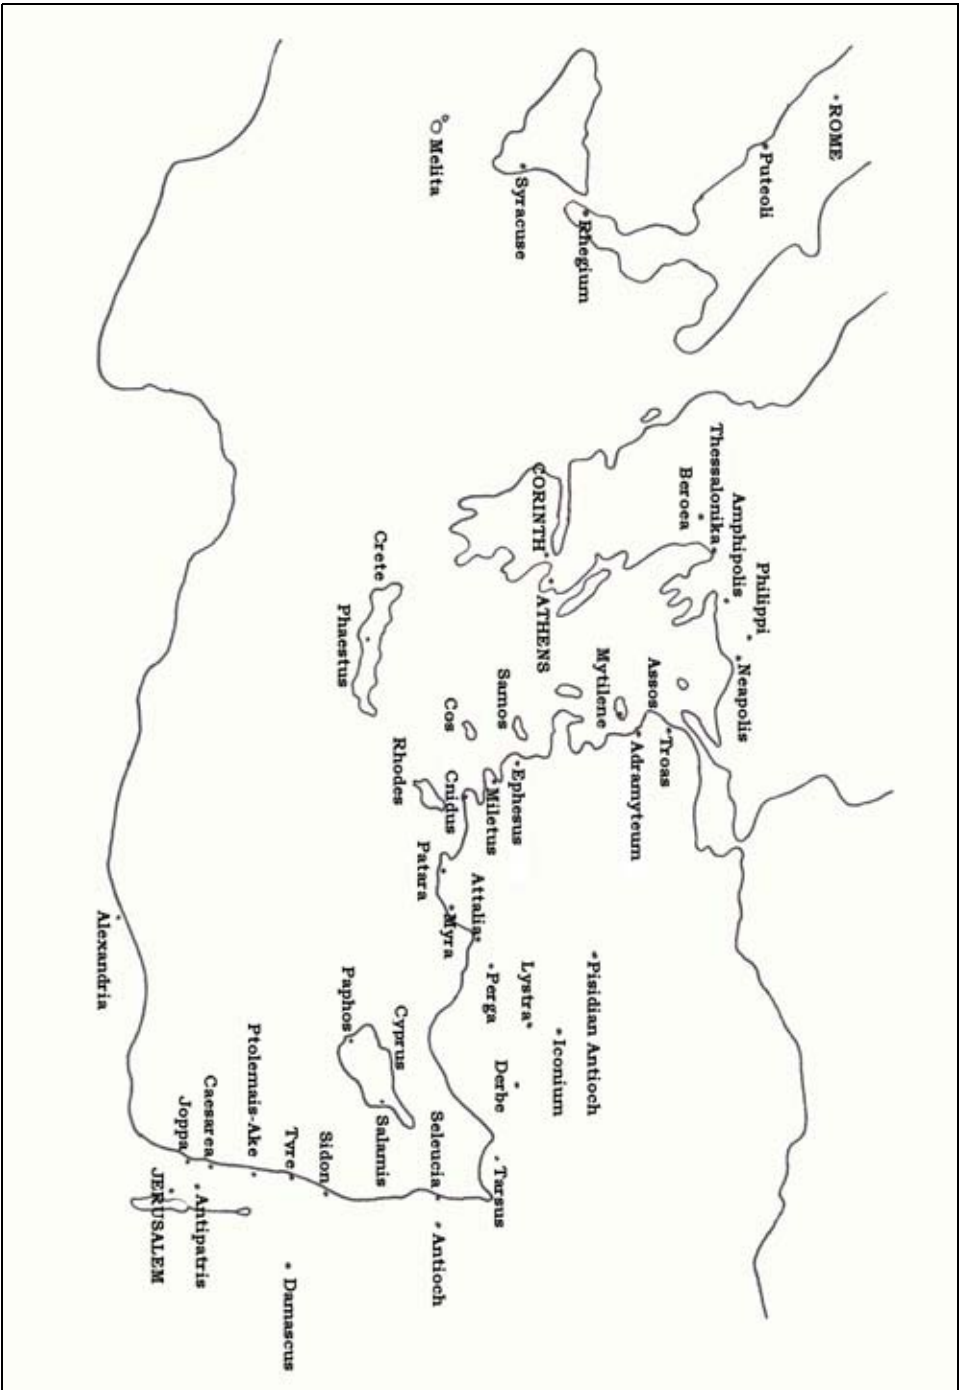 ROME
Puteoli
Rhegium
Syracuse
Melita
Philippi
Neapolis
Amphipolis
Thessalonika
Beroea
Troas
Assos
Adramyteum
Mytilene
CORINTH
ATHENS
Ephesus
Samos
Miletus
Cos
Cnidus
Rhodes
Crete
Phaestus
Pisidian Antioch
Iconium
Lystra
Derbe
Tarsus
Perga
Attalia
Myra
Patara
Cyprus
Paphos
Salamis
Seleucia
Antioch
Sidon
Tyre
Damascus
Ptolemais-Ake
Caesarea
Antipatris
Joppa
JERUSALEM
Alexandria